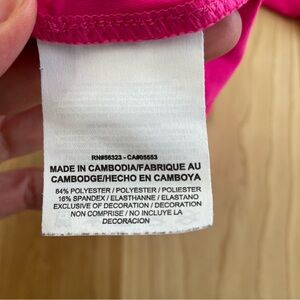 RN#56323 - CA#05553
MADE IN CAMBODIA/FABRIQUE AU
CAMBODGE/HECHO EN CAMBOYA
84% POLYESTER / POLYESTER / POLIESTER
16% SPANDEX / ELASTHANNE / ELASTANO
EXCLUSIVE OF DECORATION / DECORATION
NON COMPRISE / NO INCLUYE LA
DECORACION